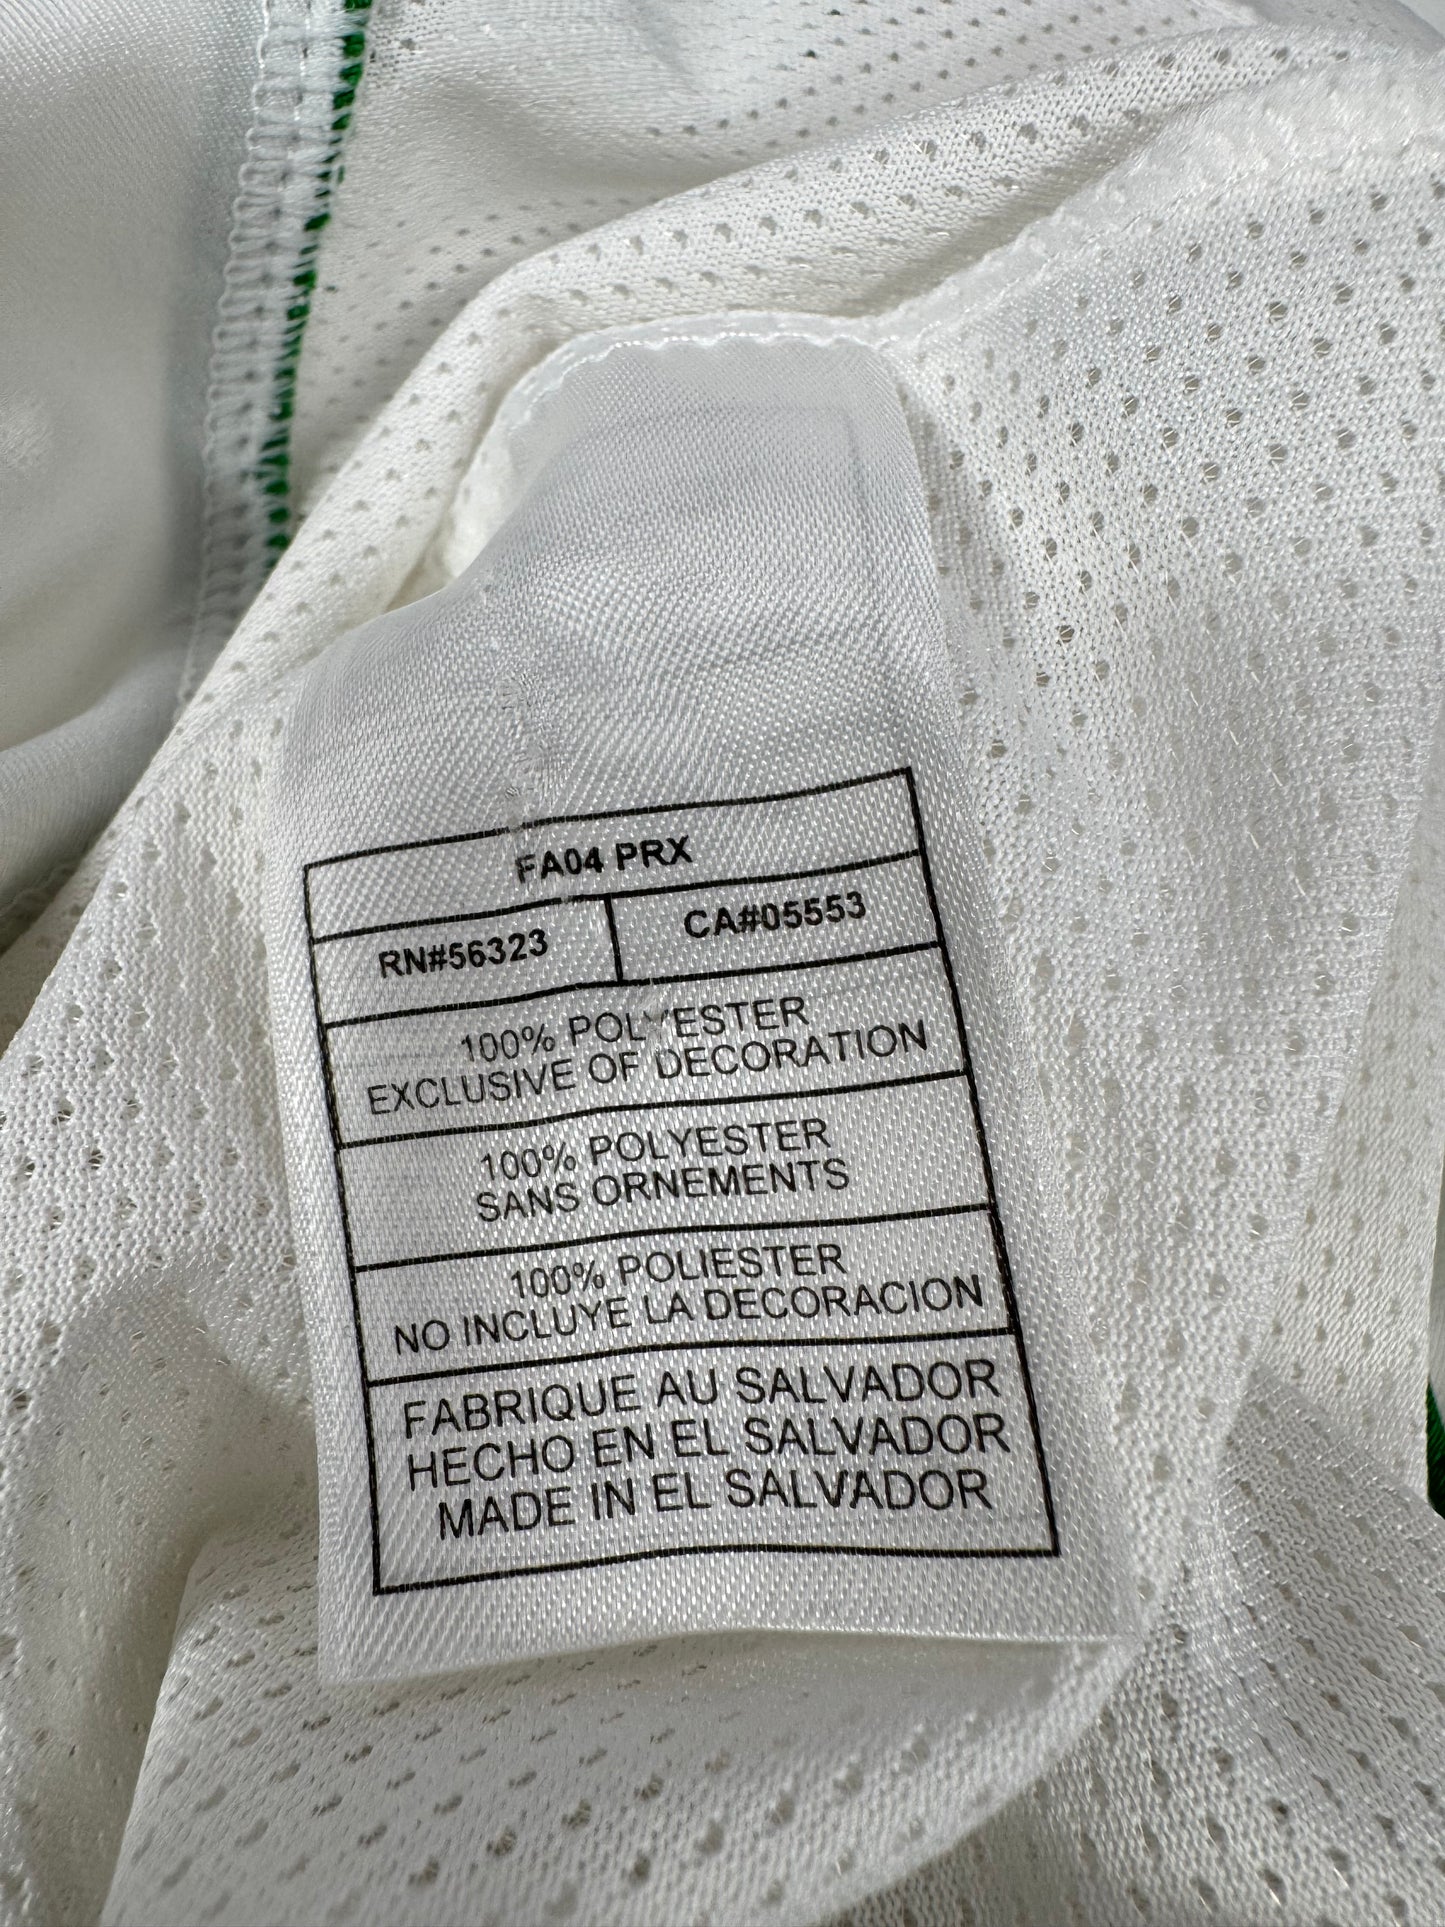 FA04 PRX
RN#56323 CA#05553
100% POLYESTER
EXCLUSIVE OF DECORATION
100% POLYESTER
SANS ORNEMENTS
100% POLIESTER
NO INCLUYE LA DECORACION
FABRIQUE AU SALVADOR
HECHO EN EL SALVADOR
MADE IN EL SALVADOR